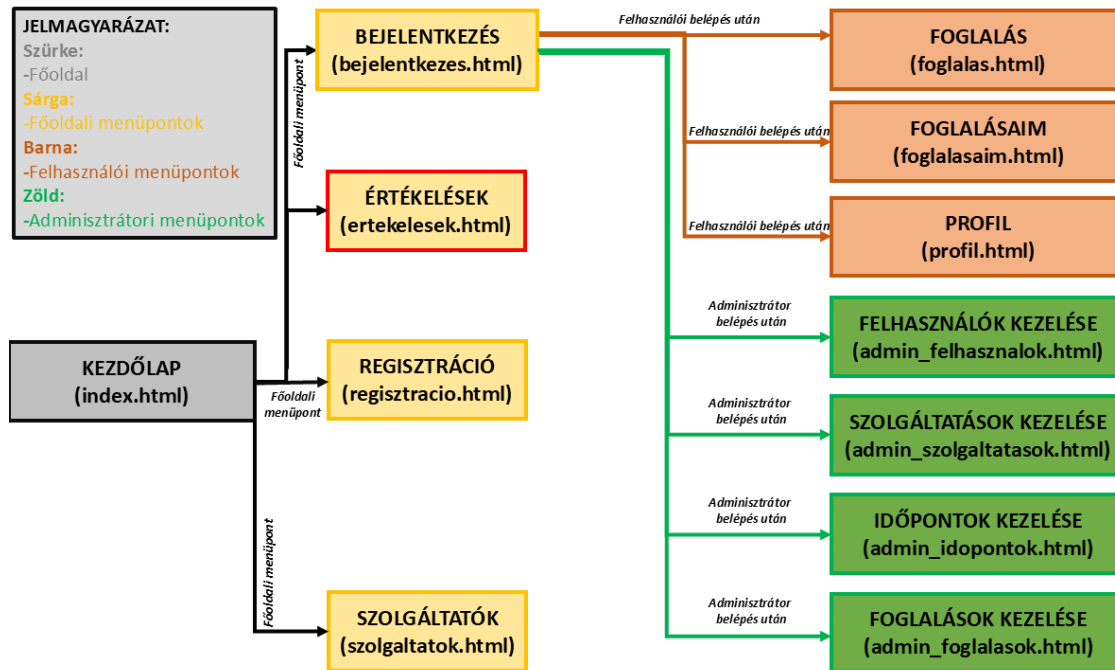 JELMAGYARÁZAT:
Szürke:
-Főoldal
Sárga:
-Főoldali menüpontok
Barna:
-Felhasználói menüpontok
Zöld:
-Adminisztrátori menüpontok
KEZDŐLAP
(index.html)
Főoldali menüpont
Főoldali
menüpont
Főoldali menüpont
BEJELENTKEZÉS
(bejelentkezes.html)
ÉRTÉKELÉSEK
(ertekelesek.html)
REGISZTRÁCIÓ
(regisztracio.html)
SZOLGÁLTATÓK
(szolgaltatok.html)
Felhasználói belépés után
FOGLALÁS
(foglalas.html)
Felhasználói belépés után
FOGLALÁSAIM
(foglalasaim.html)
Felhasználói belépés után
PROFIL
(profil.html)
Adminisztrátor
belépés után
FELHASZNÁLÓK KEZELÉSE
(admin_felhasznalok.html)
Adminisztrátor
belépés után
SZOLGÁLTATÁSOK KEZELÉSE
(admin_szolgaltatasok.html)
Adminisztrátor
belépés után
IDŐPONTOK KEZELÉSE
(admin_idopontok.html)
Adminisztrátor
belépés után
FOGLALÁSOK KEZELÉSE
(admin_foglalasok.html)